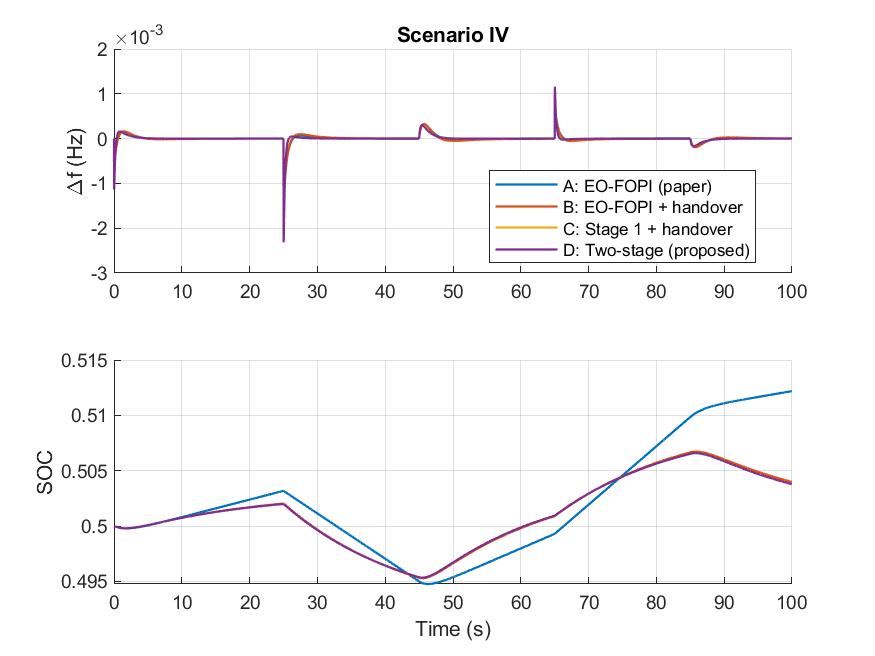 Scenario IV
×10-3
2
1
0
-1
-2
-3
Δf (Hz)
A: EO-FOPI (paper)
B: EO-FOPI + handover
C: Stage 1 + handover
D: Two-stage (proposed)
0 10 20 30 40 50 60 70 80 90 100
0.515
0.51
0.505
0.5
0.495
SOC
0 10 20 30 40 50 60 70 80 90 100
Time (s)